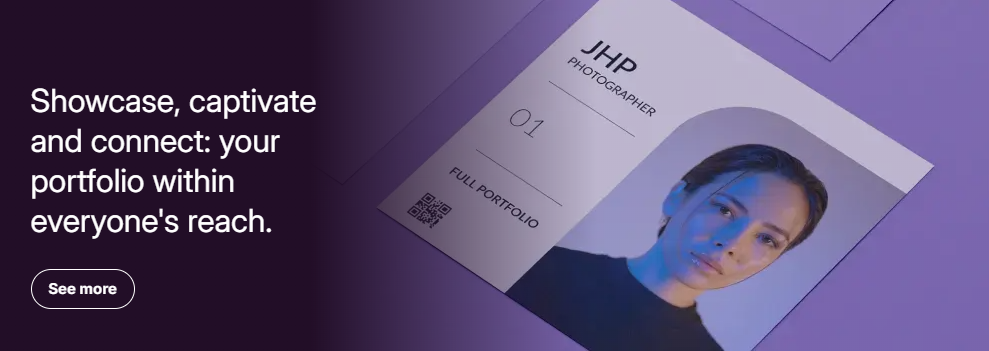 Showcase, captivate
and connect: your
portfolio within
everyone's reach.
See more
JHP
PHOTOGRAPHER
01
FULL PORTFOLIO